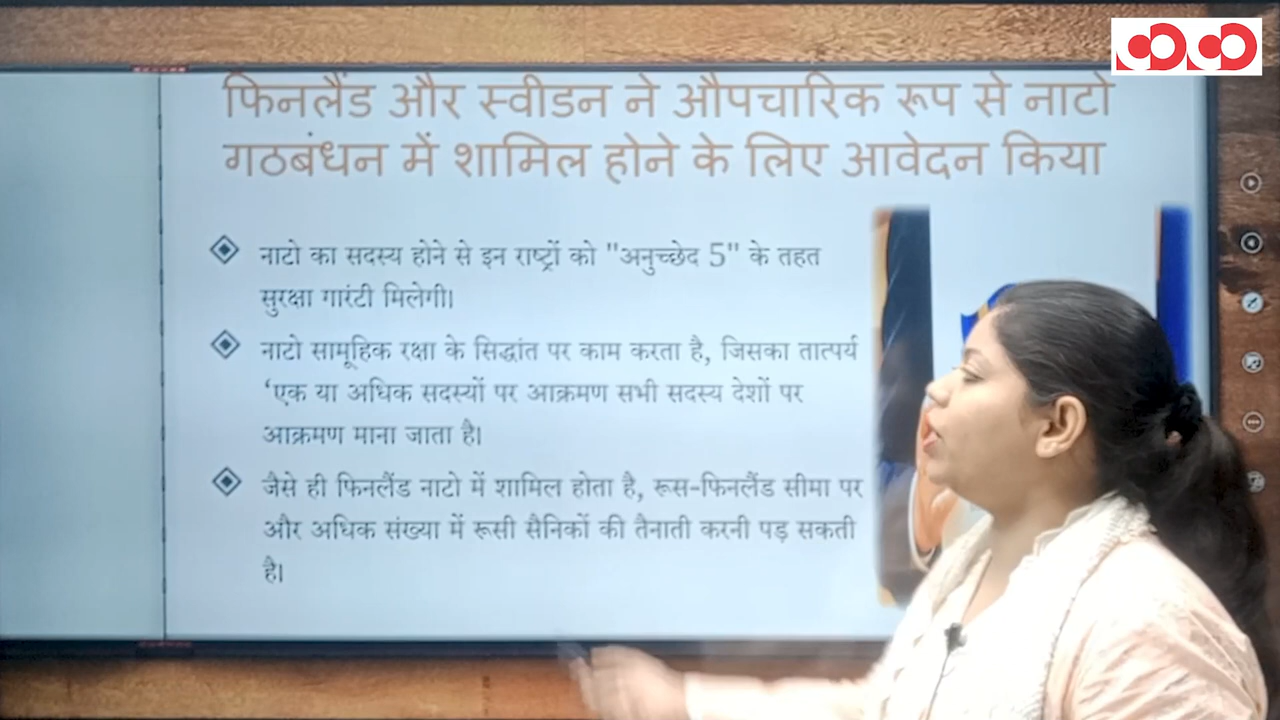 फिनलैंड और स्वीडन ने औपचारिक रूप से नाटो
गठबंधन में शामिल होने के लिए आवेदन किया
नाटो का सदस्य होने से इन राष्ट्रों को "अनुच्छेद 5" के तहत
सुरक्षा गारंटी मिलेगी।
नाटो सामूहिक रक्षा के सिद्धांत पर काम करता है, जिसका तात्पर्य
‘एक या अधिक सदस्यों पर आक्रमण सभी सदस्य देशों पर
आक्रमण माना जाता है।
जैसे ही फिनलैंड नाटो में शामिल होता है, रूस-फिनलैंड सीमा पर
और अधिक संख्या में रूसी सैनिकों की तैनाती करनी पड़ सकती
है।